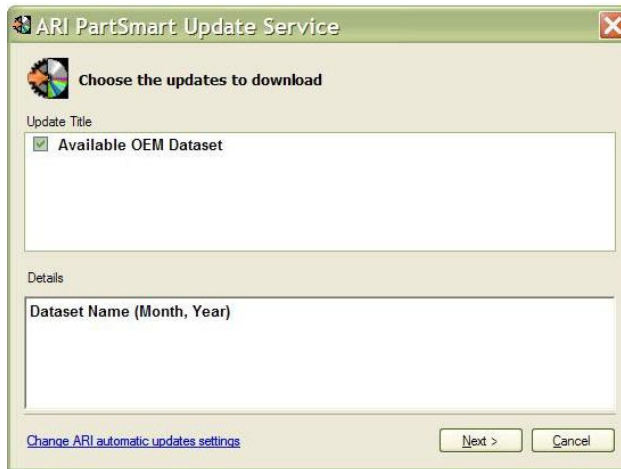 ARI PartSmart Update Service
Choose the updates to download
Update Title
Available OEM Dataset
Details
Dataset Name (Month, Year)
Change ARI automatic updates settings
Next >
Cancel